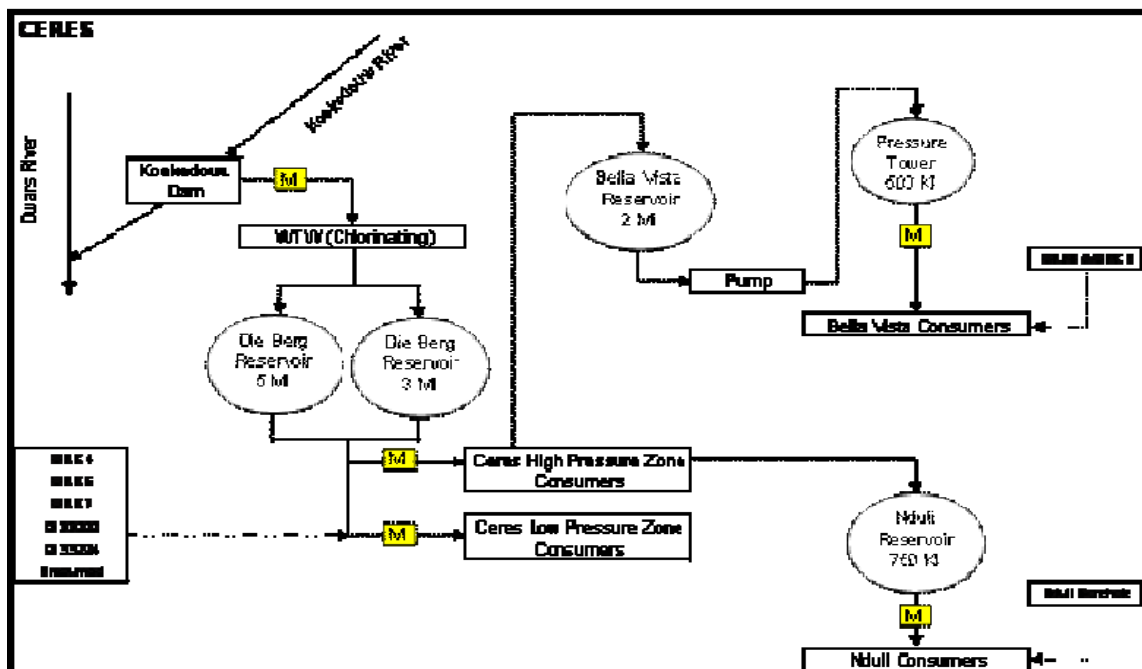 CERES
Koekedouw River
Dwars River
Koekedouw
Dam
M
WTW (Chlorinating)
Bella Vista
Reservoir
2 Ml
Pressure
Tower
600 Kl
M
Pump
Bella Vista Consumers
Die Berg
Reservoir
5 Ml
Die Berg
Reservoir
3 Ml
M
Ceres High Pressure Zone
Consumers
M
Ceres Low Pressure Zone
Consumers
Nduli
Reservoir
750 Kl
M
Nduli Borehole
Nduli Consumers